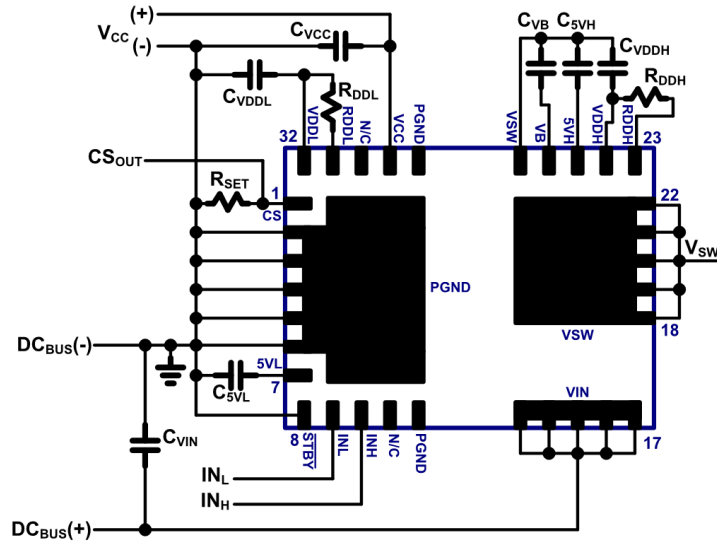 (+)
VCC (-)
CVCC
CVDDL
RDDL
VDDL
RDDL
N/C
VCC
PGND
32
CVB
C5VH
CVDDH
RDDH
VSW
VB
5VH
VDDH
RDDH
23
CSOUT
RSET
1
CS
22
VSW
PGND
VSW
18
DCBUS(-)
5VL
7
C5VL
VIN
CVIN
8
STBY
INL
INH
N/C
PGND
17
INL
INH
DCBUS(+)